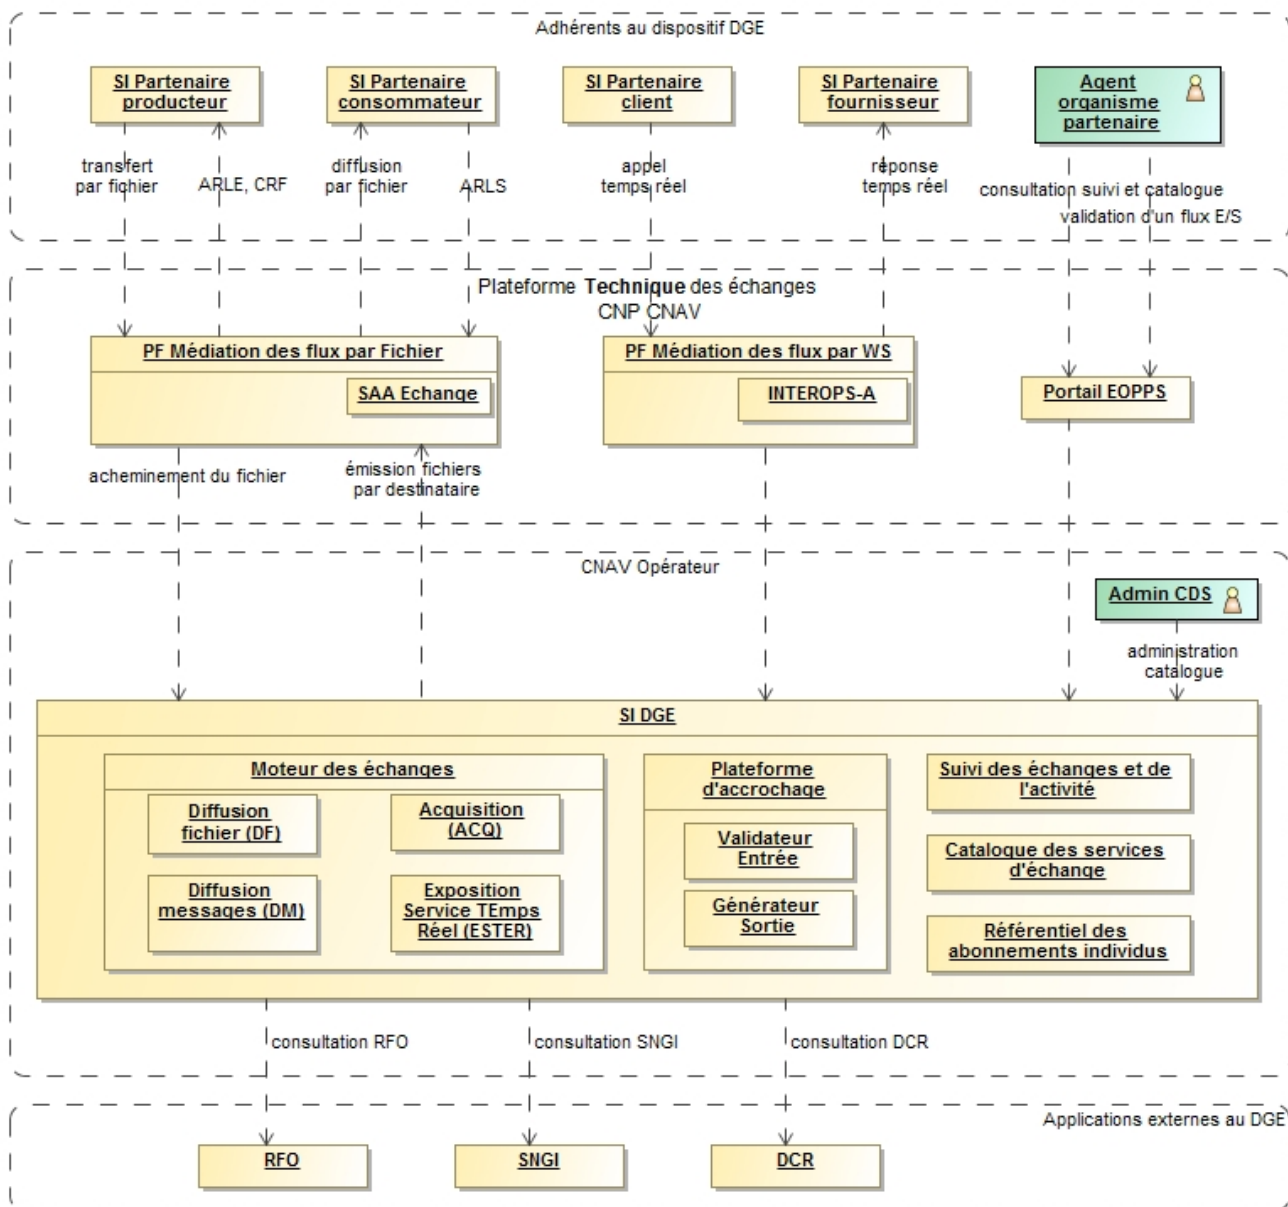 Adhérents au dispositif DGE
SI Partenaire
producteur
SI Partenaire
consommateur
SI Partenaire
client
SI Partenaire
fournisseur
Agent
organisme
partenaire
transfert
par fichier
ARLE, CRF
diffusion
par fichier
ARLS
appel
temps réel
réponse
temps réel
consultation suivi et catalogue
validation d'un flux E/S
Plateforme Technique des échanges
CNP CNAV
PF Médiation des flux par Fichier
SAA Echange
PF Médiation des flux par WS
INTEROPS-A
Portail EOPPS
acheminement du fichier
émission fichiers
par destinataire
CNAV Opérateur
Admin CDS
administration
catalogue
SI DGE
Moteur des échanges
Diffusion
fichier (DF)
Acquisition
(ACQ)
Diffusion
messages (DM)
Exposition
Service TEmps
Réel (ESTER)
Plateforme
d'accrochage
Validateur
Entrée
Générateur
Sortie
Suivi des échanges et de
l'activité
Catalogue des services
d'échange
Référentiel des
abonnements individus
consultation RFO
consultation SNGI
consultation DCR
Applications externes au DGE
RFO
SNGI
DCR